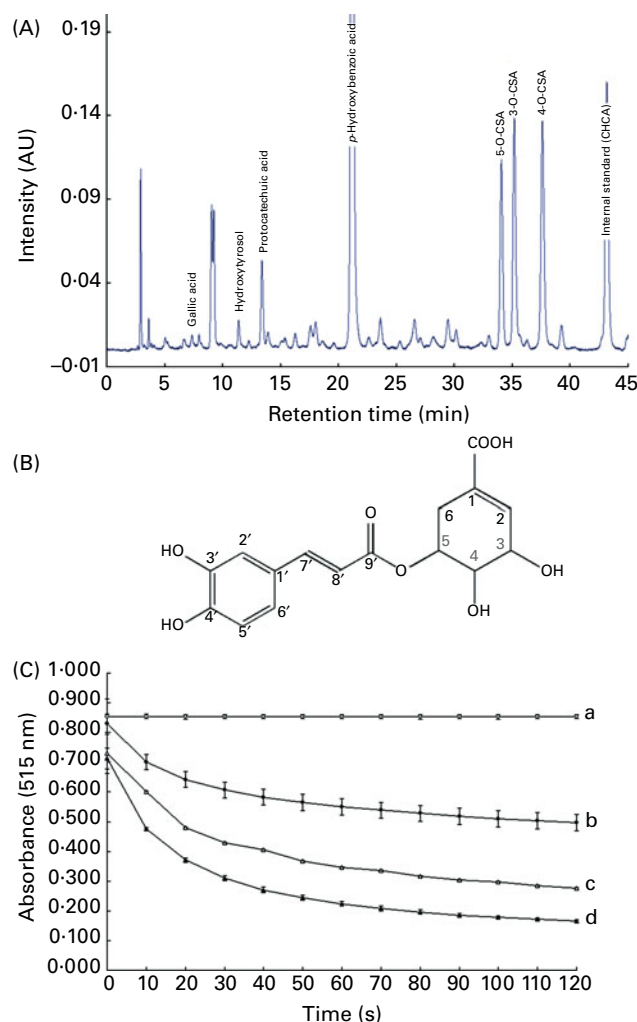 (A)
0·19
0·14
0·09
0·04
–0·01
Intensity (AU)
Gallic acid
Hydroxytyrosol
Protocatechuic acid
p-Hydroxybenzoic acid
5-O-CSA
3-O-CSA
4-O-CSA
Internal standard (CHCA)
0 5 10 15 20 25 30 35 40 45
Retention time (min)
(B)
COOH
O
6 1 2
HO 2′ 9′ 5 3
3′ 7′ 4
1′ 8′ O OH
4′ 6′ OH
HO 5′
(C)
1·000
0·900
0·800
0·700
0·600
0·500
0·400
0·300
0·200
0·100
0·000
Absorbance (515 nm)
a
b
c
d
0 10 20 30 40 50 60 70 80 90 100 110 120
Time (s)